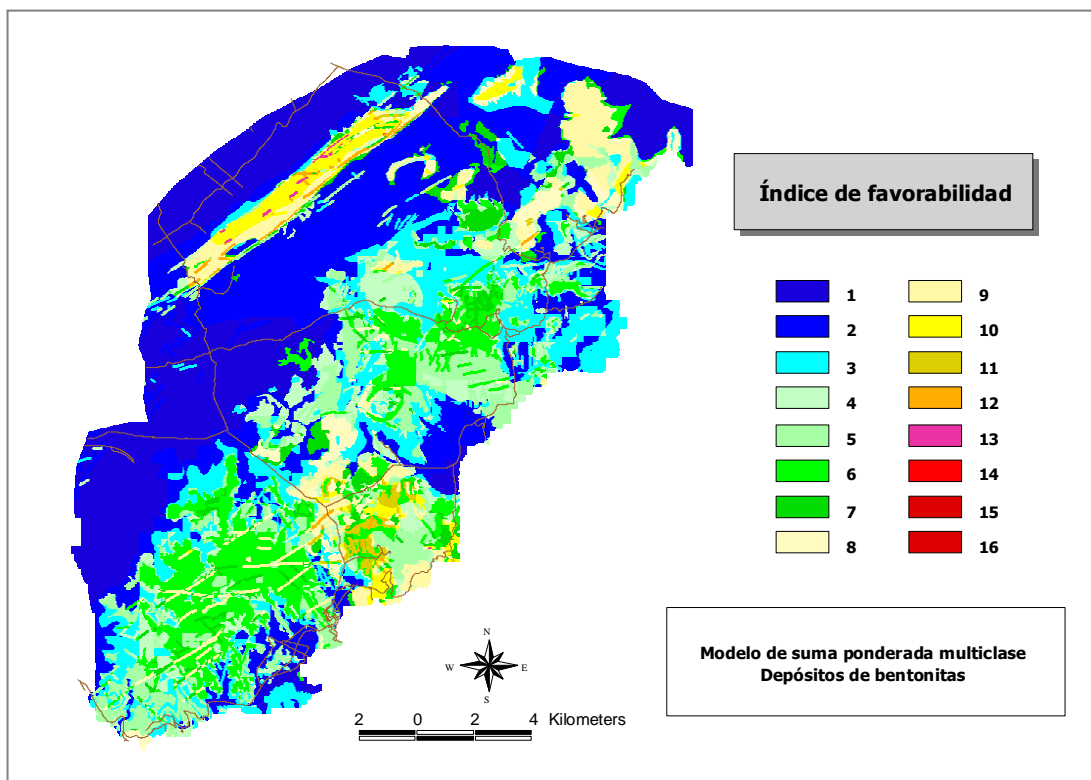 Índice de favorabilidad
1 9
2 10
3 11
4 12
5 13
6 14
7 15
8 16
Modelo de suma ponderada multiclase
Depósitos de bentonitas
N
W E
S
2 0 2 4 Kilometers